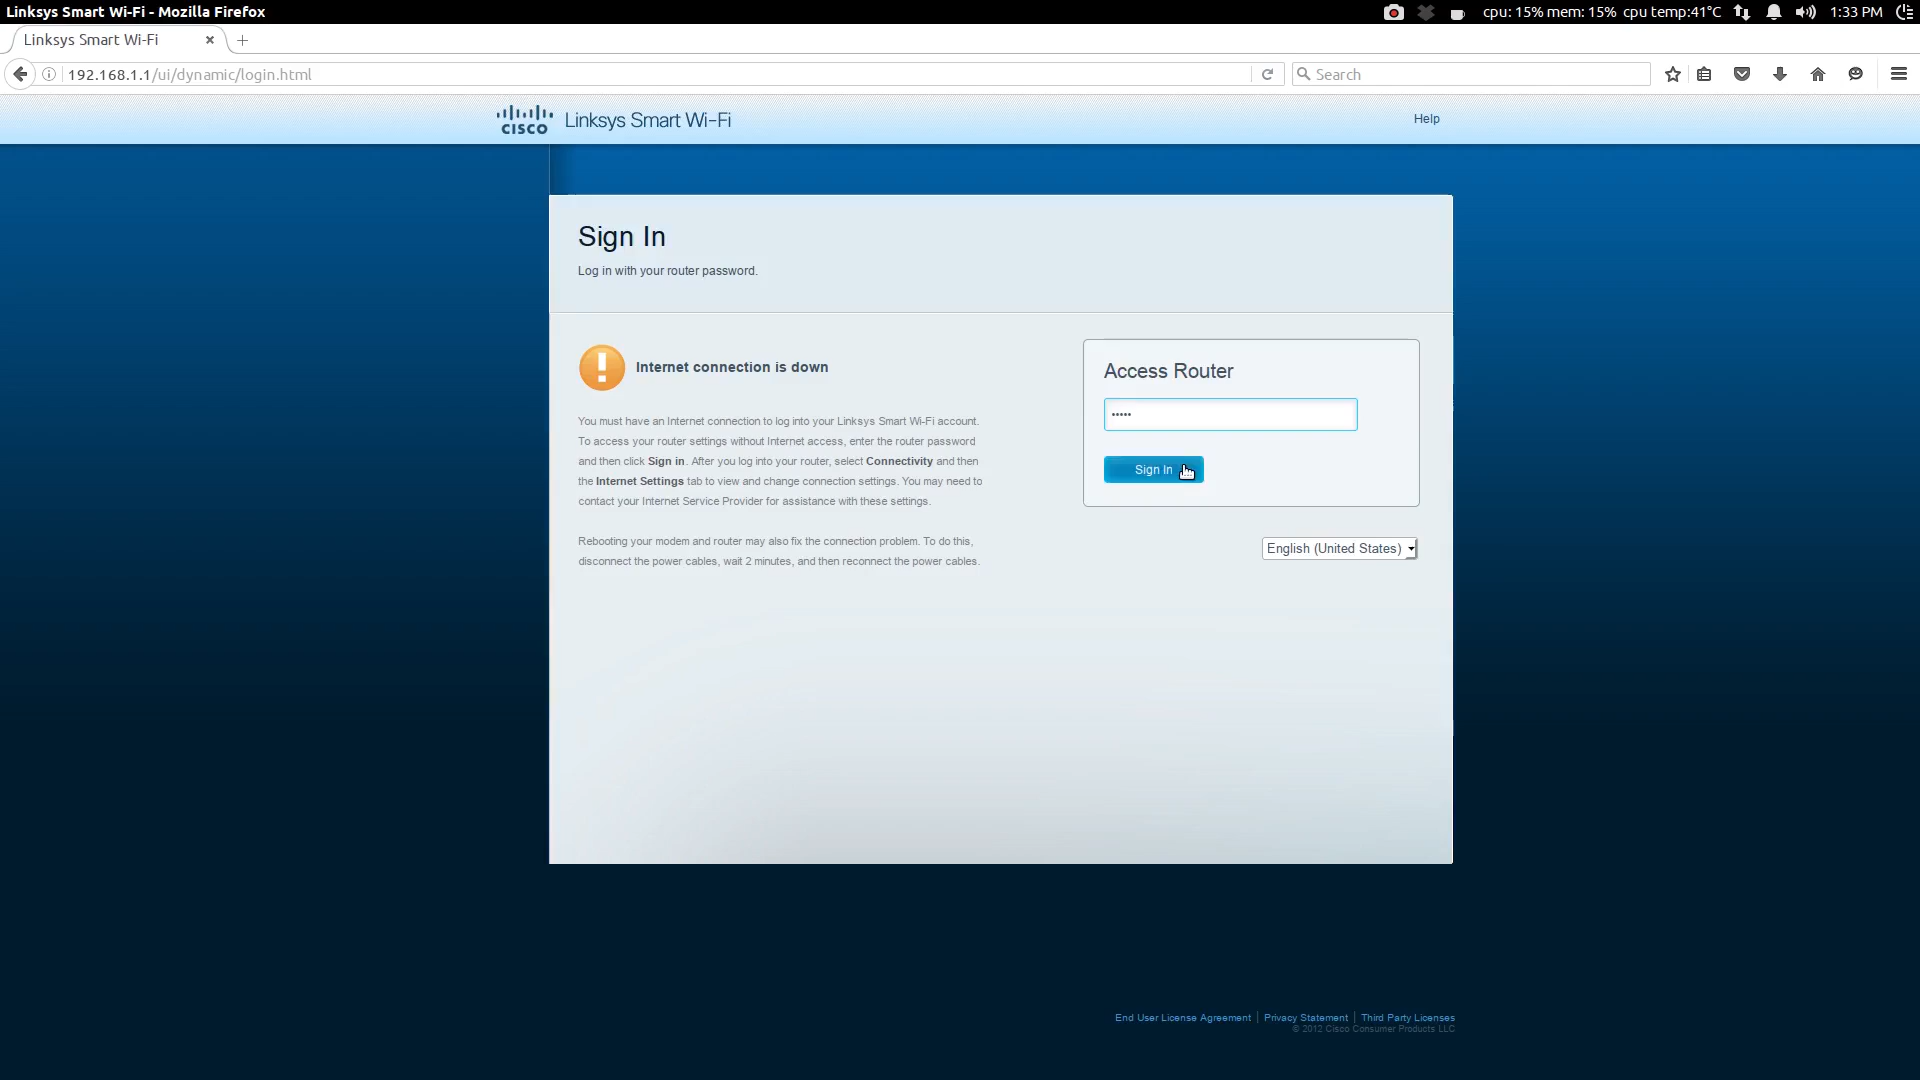 Linksys Smart Wi-Fi - Mozilla Firefox
cpu: 15% mem: 15% cpu temp:41°C
1:33 PM
Linksys Smart Wi-Fi
192.168.1.1/ui/dynamic/login.html
Search
CISCO
Linksys Smart Wi-Fi
Help
Sign In
Log in with your router password.
Internet connection is down
You must have an Internet connection to log into your Linksys Smart Wi-Fi account.
To access your router settings without Internet access, enter the router password
and then click Sign in. After you log into your router, select Connectivity and then
the Internet Settings tab to view and change connection settings. You may need to
contact your Internet Service Provider for assistance with these settings.
Rebooting your modem and router may also fix the connection problem. To do this,
disconnect the power cables, wait 2 minutes, and then reconnect the power cables.
Access Router
•••••
Sign In
English (United States)
End User License Agreement | Privacy Statement | Third Party Licenses
© 2012 Cisco Consumer Products LLC